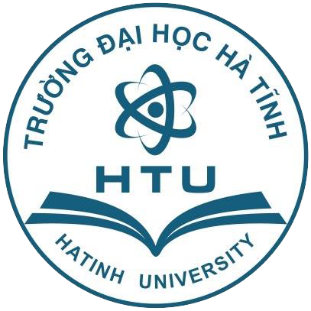 TRƯỜNG ĐẠI HỌC HÀ TĨNH
HTU
HATINH UNIVERSITY